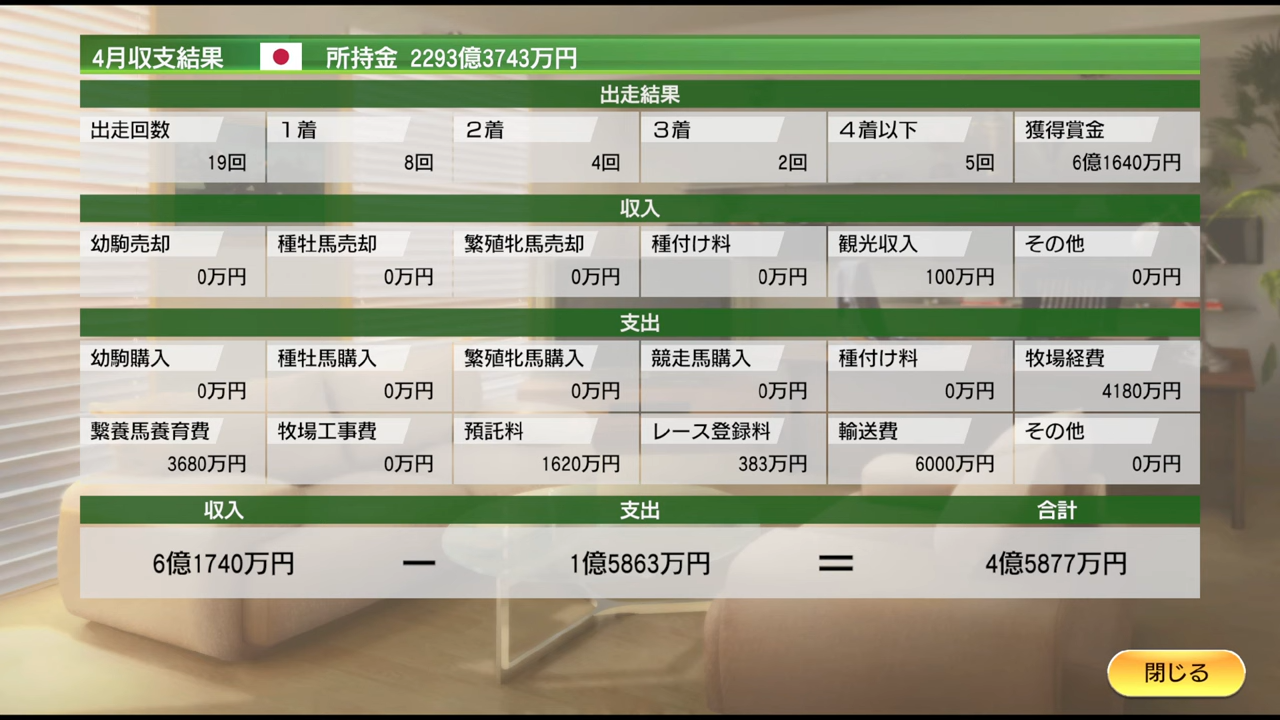 4月収支結果 所持金 2293億3743万円
出走結果
出走回数 1着 2着 3着 4着以下 獲得賞金
19回 8回 4回 2回 5回 6億1640万円
収入
幼駒売却 種牡馬売却 繁殖牝馬売却 種付け料 観光収入 その他
0万円 0万円 0万円 0万円 100万円 0万円
支出
幼駒購入 種牡馬購入 繁殖牝馬購入 競走馬購入 種付け料 牧場経費
0万円 0万円 0万円 0万円 0万円 4180万円
繋養馬養育費 牧場工事費 預託料 レース登録料 輸送費 その他
3680万円 0万円 1620万円 383万円 6000万円 0万円
収入 支出 合計
6億1740万円 － 1億5863万円 ＝ 4億5877万円
閉じる